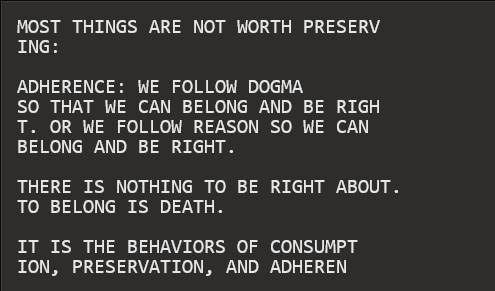 MOST THINGS ARE NOT WORTH PRESERV
ING:
ADHERENCE: WE FOLLOW DOGMA
SO THAT WE CAN BELONG AND BE RIGH
T. OR WE FOLLOW REASON SO WE CAN
BELONG AND BE RIGHT.
THERE IS NOTHING TO BE RIGHT ABOUT.
TO BELONG IS DEATH.
IT IS THE BEHAVIORS OF CONSUMPT
ION, PRESERVATION, AND ADHEREN